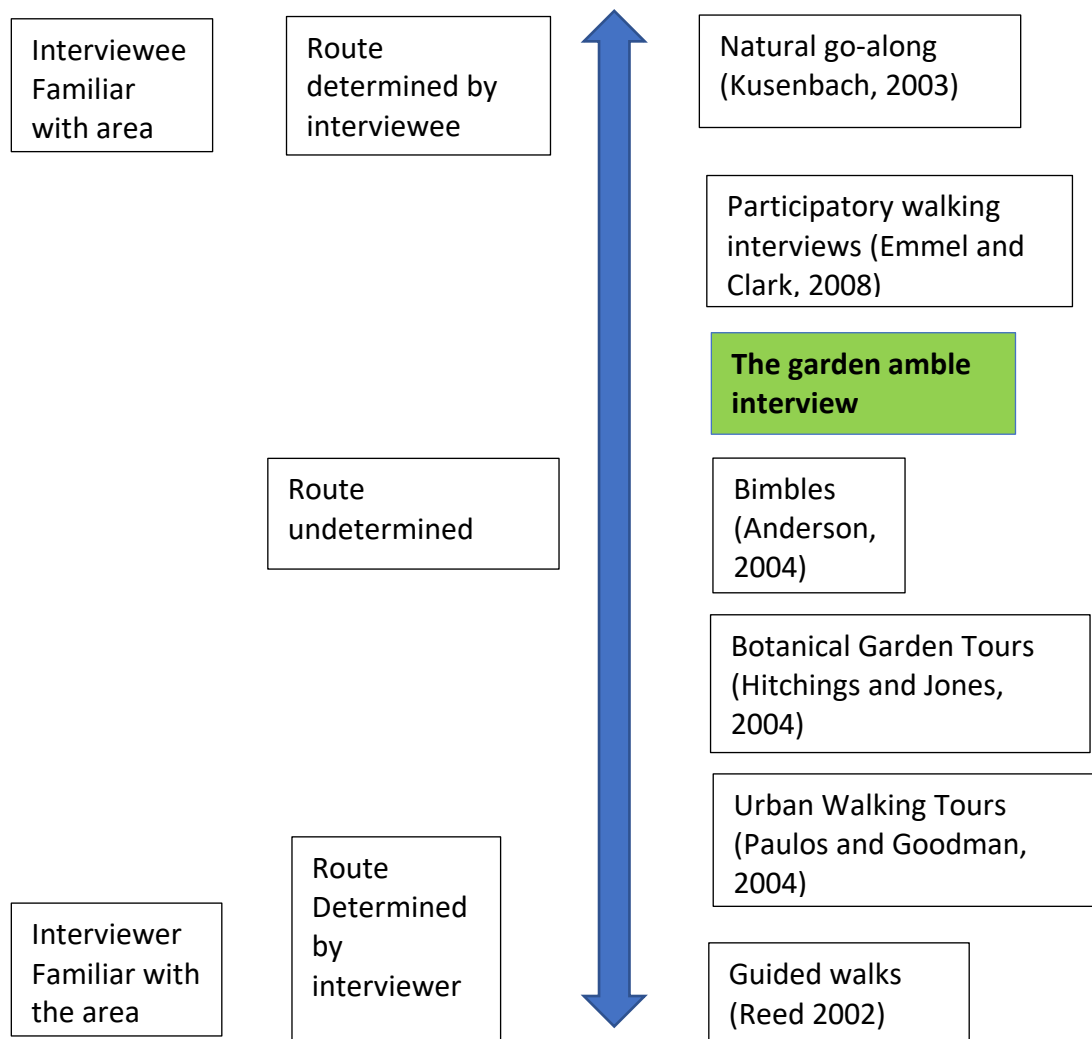 Interviewee
Familiar
with area
Route
determined by
interviewee
Natural go-along
(Kusenbach, 2003)
Participatory walking
interviews (Emmel and
Clark, 2008)
The garden amble
interview
Route
undetermined
Bimbles
(Anderson,
2004)
Botanical Garden Tours
(Hitchings and Jones,
2004)
Urban Walking Tours
(Paulos and Goodman,
2004)
Route
Determined
by
interviewer
Interviewer
Familiar with
the area
Guided walks
(Reed 2002)